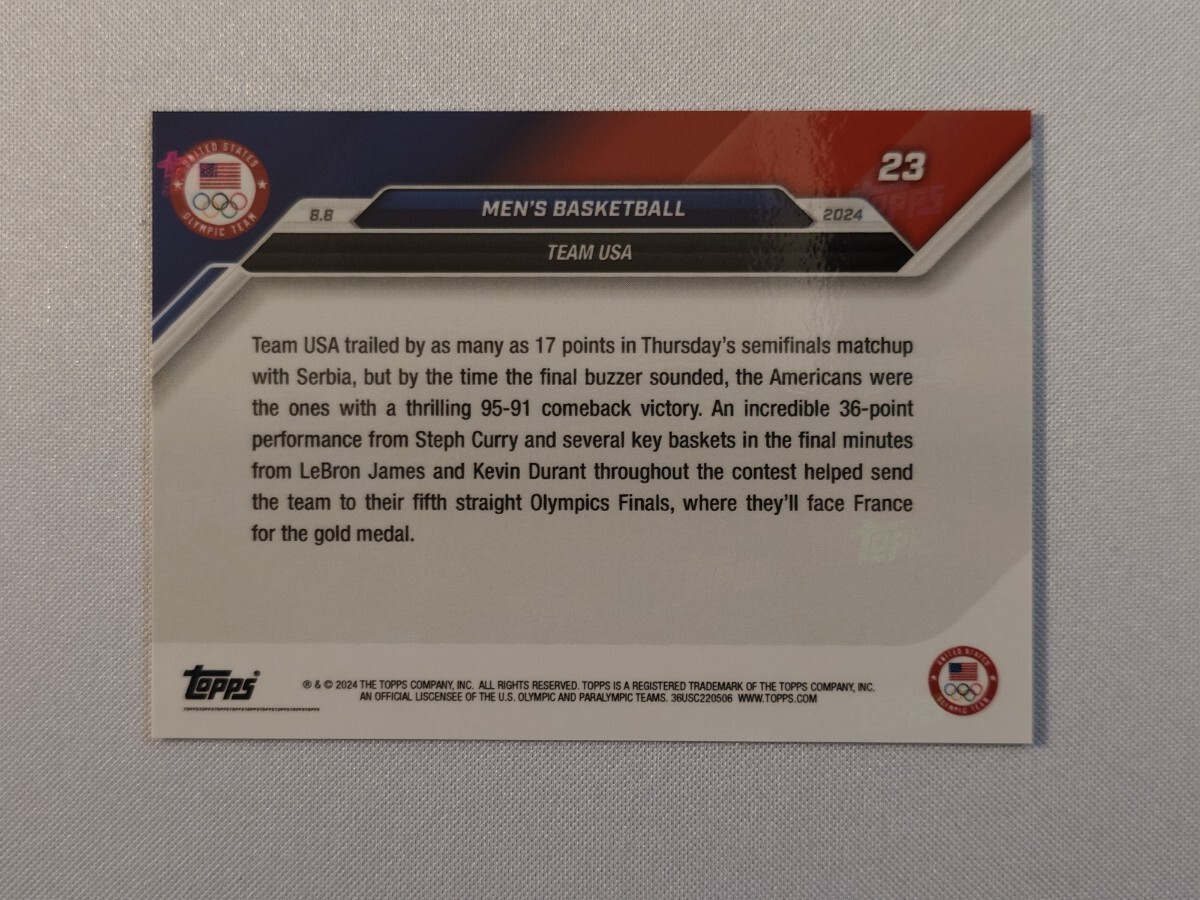 UNITED STATES
OLYMPIC TEAM
23
TOPPS
8.8
MEN'S BASKETBALL
2024
TEAM USA
Team USA trailed by as many as 17 points in Thursday's semifinals matchup
with Serbia, but by the time the final buzzer sounded, the Americans were
the ones with a thrilling 95-91 comeback victory. An incredible 36-point
performance from Steph Curry and several key baskets in the final minutes
from LeBron James and Kevin Durant throughout the contest helped send
the team to their fifth straight Olympics Finals, where they'll face France
for the gold medal.
Topps
® & © 2024 THE TOPPS COMPANY, INC. ALL RIGHTS RESERVED. TOPPS IS A REGISTERED TRADEMARK OF THE TOPPS COMPANY, INC.
AN OFFICIAL LISCENSEE OF THE U.S. OLYMPIC AND PARALYMPIC TEAMS. 36USC220506 WWW.TOPPS.COM
UNITED STATES
OLYMPIC TEAM